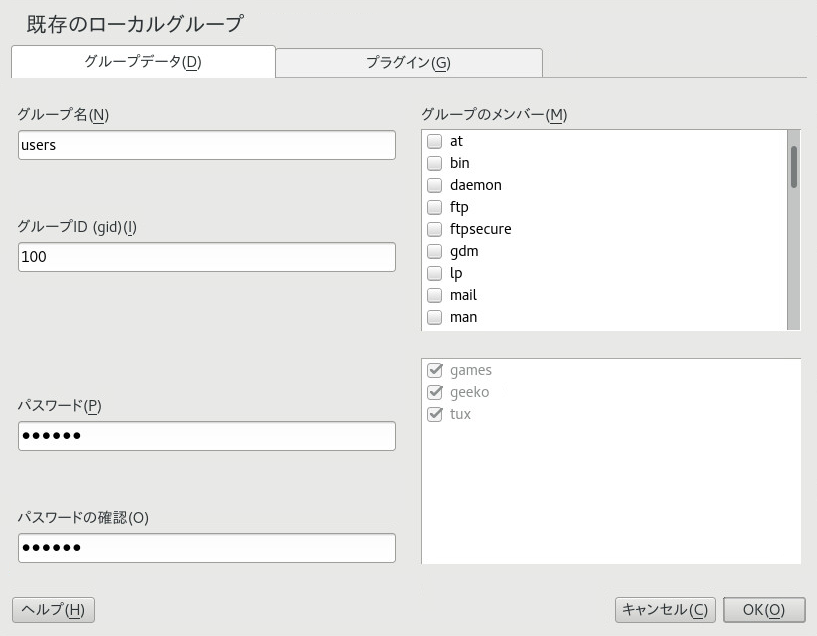 既存のローカルグループ
グループデータ(D)
プラグイン(G)
グループ名(N)
users
グループID (gid)(I)
100
パスワード(P)
●●●●●●
パスワードの確認(O)
●●●●●●
グループのメンバー(M)
at
bin
daemon
ftp
ftpsecure
gdm
lp
mail
man
games
geeko
tux
ヘルプ(H)
キャンセル(C)
OK(O)